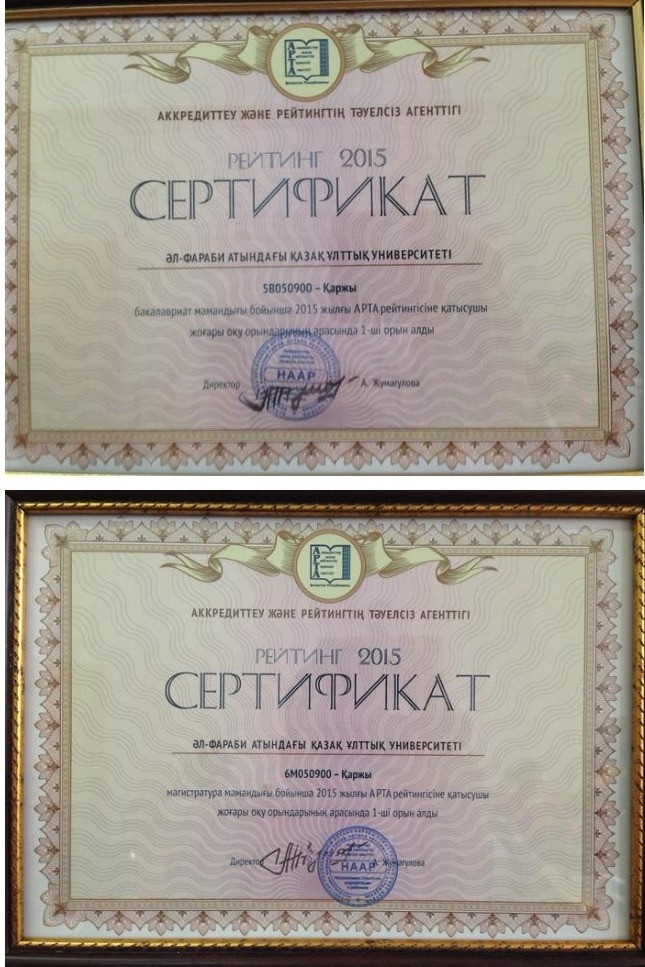 АРТА
АККРЕДИТТЕУ ЖӘНЕ РЕЙТИНГТІҢ ТӘУЕЛСІЗ АГЕНТТІГІ
РЕЙТИНГ 2015
СЕРТИФИКАТ
ӘЛ-ФАРАБИ АТЫНДАҒЫ ҚАЗАҚ ҰЛТТЫҚ УНИВЕРСИТЕТІ
5В050900 – Қаржы
бакалавриат мамандығы бойынша 2015 жылғы АРТА рейтингісіне қатысушы
жоғары оқу орындарының арасында 1-ші орын алды
НААР
Директор А. Жумагулова
АРТА
АККРЕДИТТЕУ ЖӘНЕ РЕЙТИНГТІҢ ТӘУЕЛСІЗ АГЕНТТІГІ
РЕЙТИНГ 2015
СЕРТИФИКАТ
ӘЛ-ФАРАБИ АТЫНДАҒЫ ҚАЗАҚ ҰЛТТЫҚ УНИВЕРСИТЕТІ
6М050900 – Қаржы
магистратура мамандығы бойынша 2015 жылғы АРТА рейтингісіне қатысушы
жоғары оқу орындарының арасында 1-ші орын алды
Директор А. Жумагулова
НААР